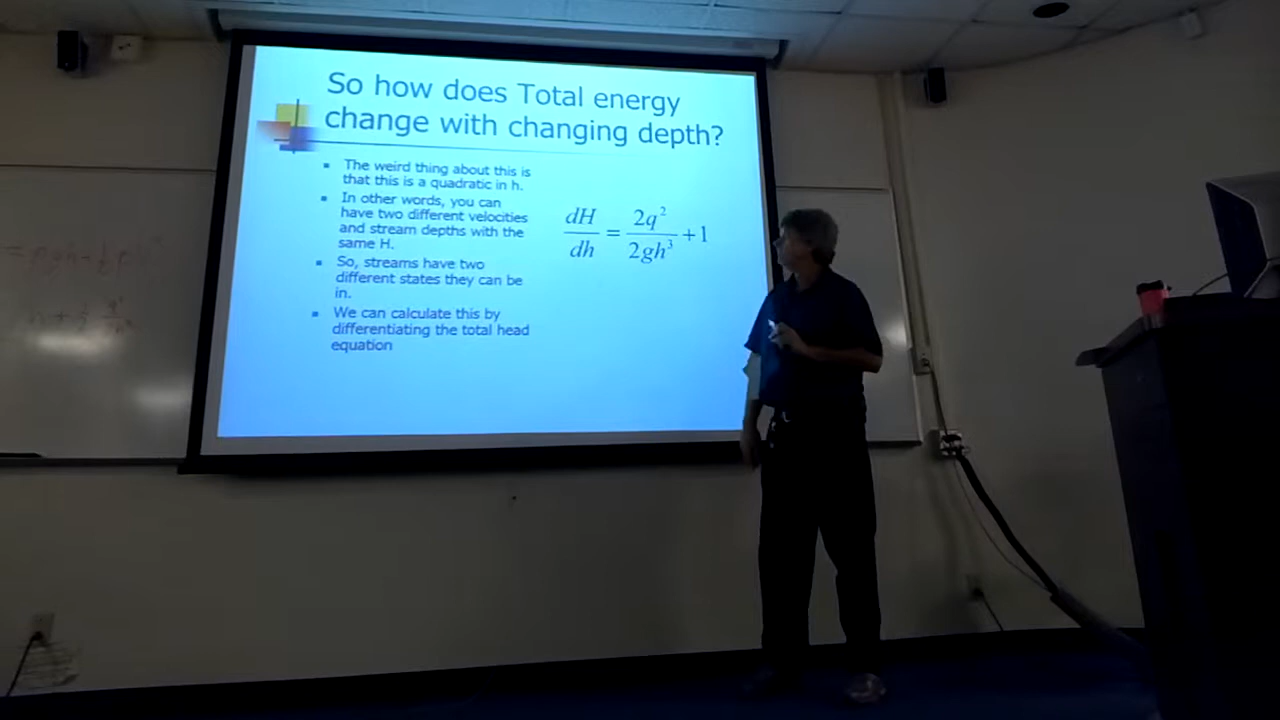 So how does Total energy
change with changing depth?
The weird thing about this is
that this is a quadratic in h.
In other words, you can
have two different velocities
and stream depths with the
same H.
So, streams have two
different states they can be
in.
We can calculate this by
differentiating the total head
equation
dH/dh = 2q²/2gh³ + 1